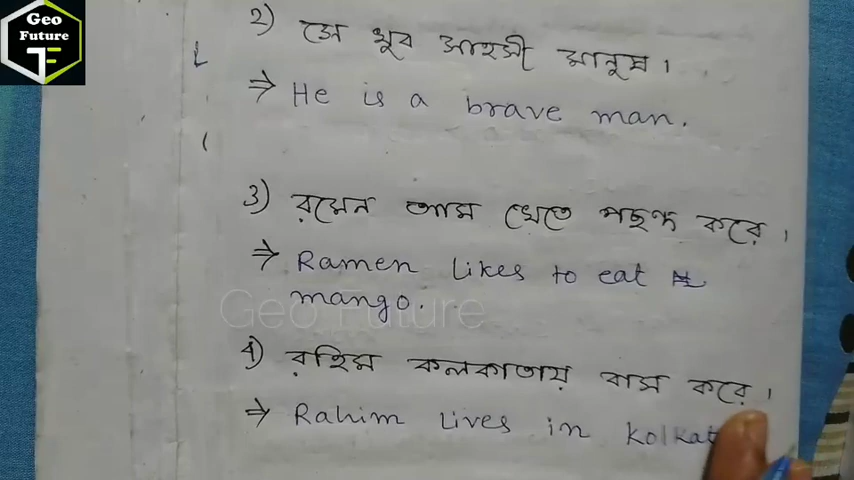 Geo
Future
2) সে খুব সাহসী মানুষ।
⇒ He is a brave man.
3) রমেন আম খেতে পছন্দ করে।
⇒ Ramen likes to eat
mango.
Geo Future
4) রহিম কলকাতায় বাস করে।
⇒ Rahim lives in Kolkat